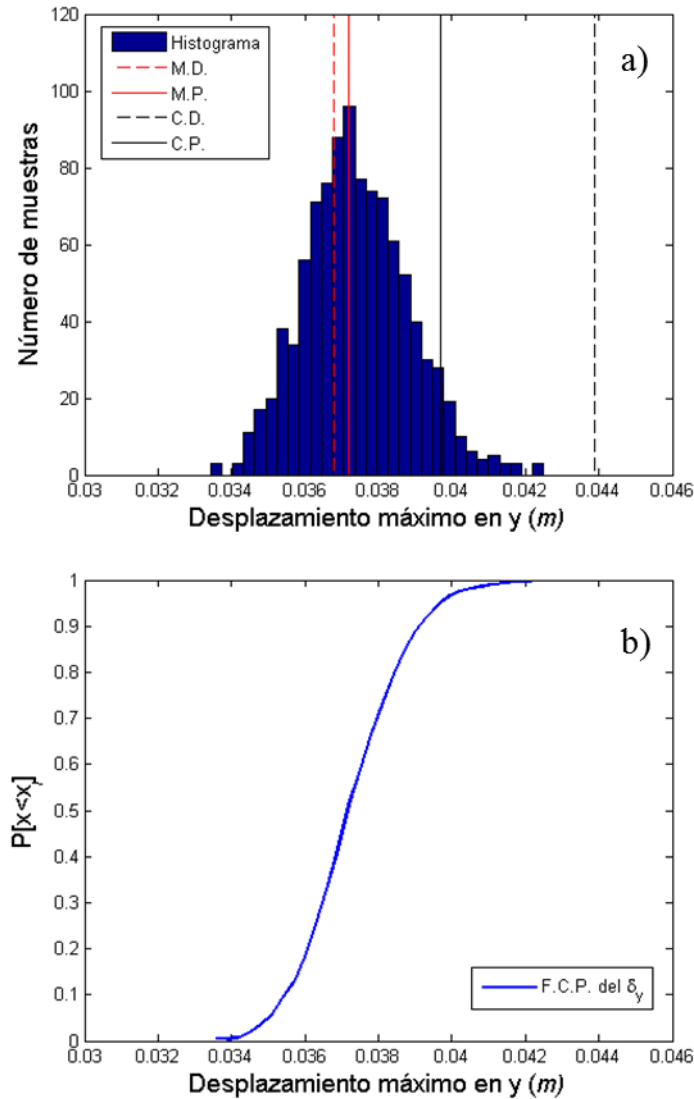 120
100
80
60
40
20
0
Número de muestras
Histograma
M.D.
M.P.
C.D.
C.P.
a)
0.03 0.032 0.034 0.036 0.038 0.04 0.042 0.044 0.046
Desplazamiento máximo en y (m)
1
0.9
0.8
0.7
0.6
0.5
0.4
0.3
0.2
0.1
0
P[x<x]
b)
F.C.P. del δy
0.03 0.032 0.034 0.036 0.038 0.04 0.042 0.044 0.046
Desplazamiento máximo en y (m)